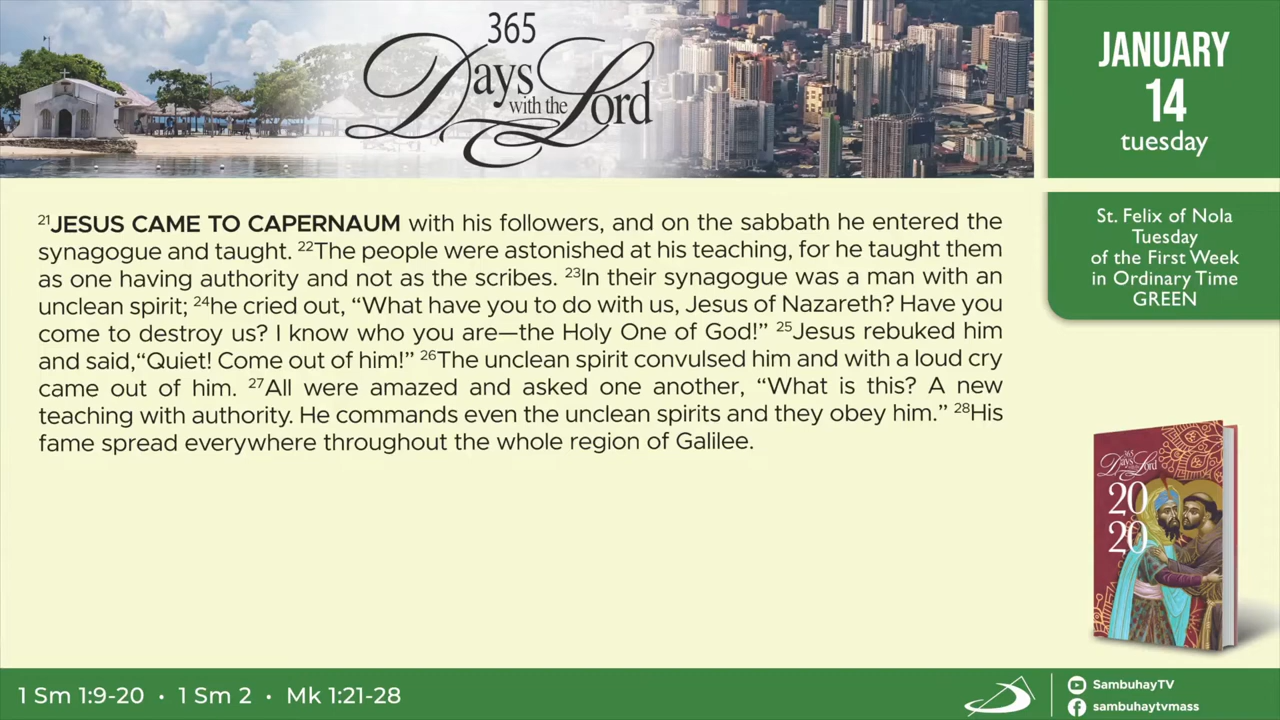 365
Days with the Lord
JANUARY
14
tuesday
St. Felix of Nola
Tuesday
of the First Week
in Ordinary Time
GREEN
²¹JESUS CAME TO CAPERNAUM with his followers, and on the sabbath he entered the
synagogue and taught. ²²The people were astonished at his teaching, for he taught them
as one having authority and not as the scribes. ²³In their synagogue was a man with an
unclean spirit; ²⁴he cried out, “What have you to do with us, Jesus of Nazareth? Have you
come to destroy us? I know who you are—the Holy One of God!” ²⁵Jesus rebuked him
and said,“Quiet! Come out of him!” ²⁶The unclean spirit convulsed him and with a loud cry
came out of him. ²⁷All were amazed and asked one another, “What is this? A new
teaching with authority. He commands even the unclean spirits and they obey him.” ²⁸His
fame spread everywhere throughout the whole region of Galilee.
365
Days with the Lord
20
20
1 Sm 1:9-20 • 1 Sm 2 • Mk 1:21-28
SambuhayTV
sambuhaytvmass